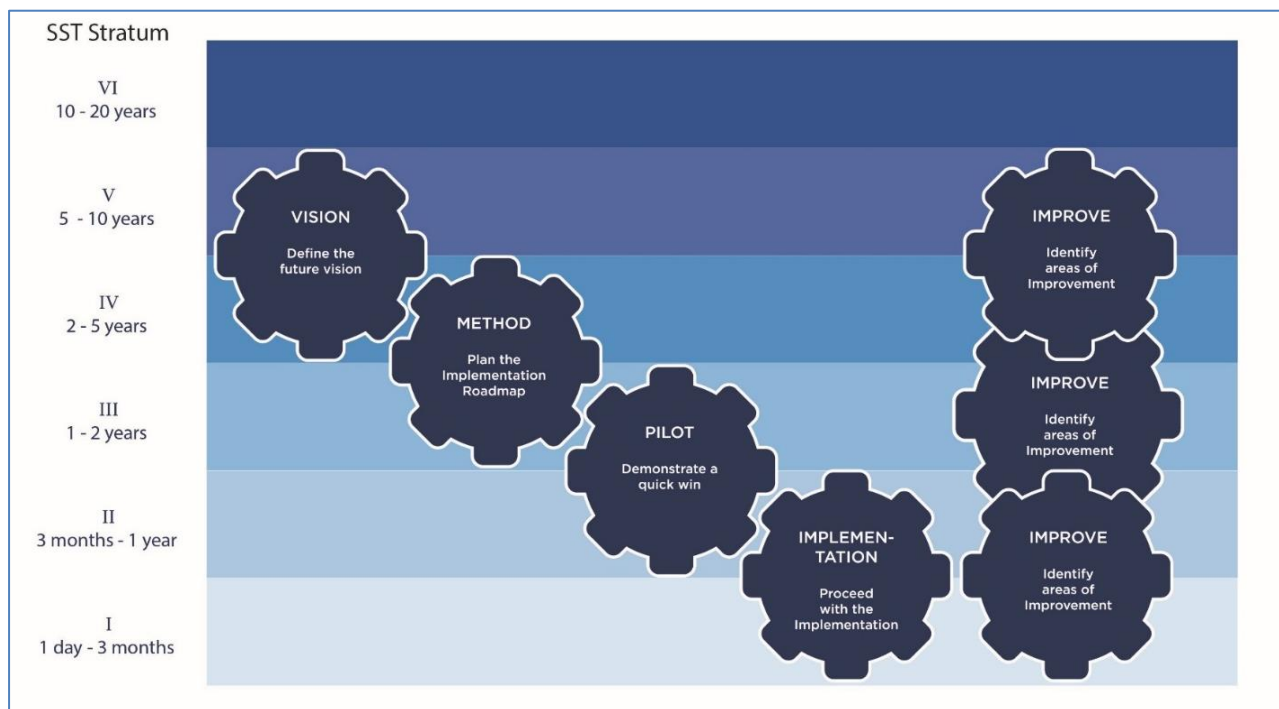 SST Stratum
VI
10 - 20 years
V
5 - 10 years
IV
2 - 5 years
III
1 - 2 years
II
3 months - 1 year
I
1 day - 3 months
VISION
Define the
future vision
METHOD
Plan the
Implementation
Roadmap
PILOT
Demonstrate a
quick win
IMPLEMEN-
TATION
Proceed
with the
Implementation
IMPROVE
Identify
areas of
Improvement
IMPROVE
Identify
areas of
Improvement
IMPROVE
Identify
areas of
Improvement